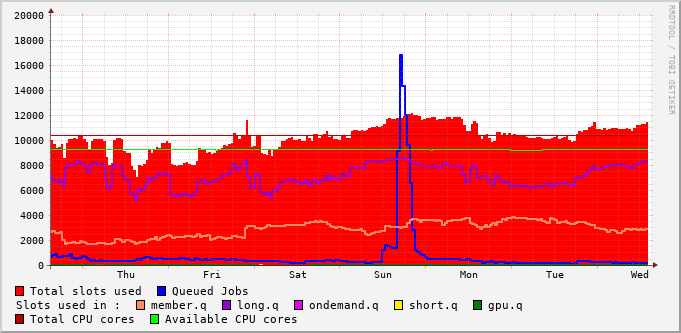 20000
18000
16000
14000
12000
10000
8000
6000
4000
2000
0
Thu Fri Sat Sun Mon Tue Wed
RRDTOOL / TOBI OETIKER
Total slots used Queued Jobs
Slots used in : member.q long.q ondemand.q short.q gpu.q
Total CPU cores Available CPU cores